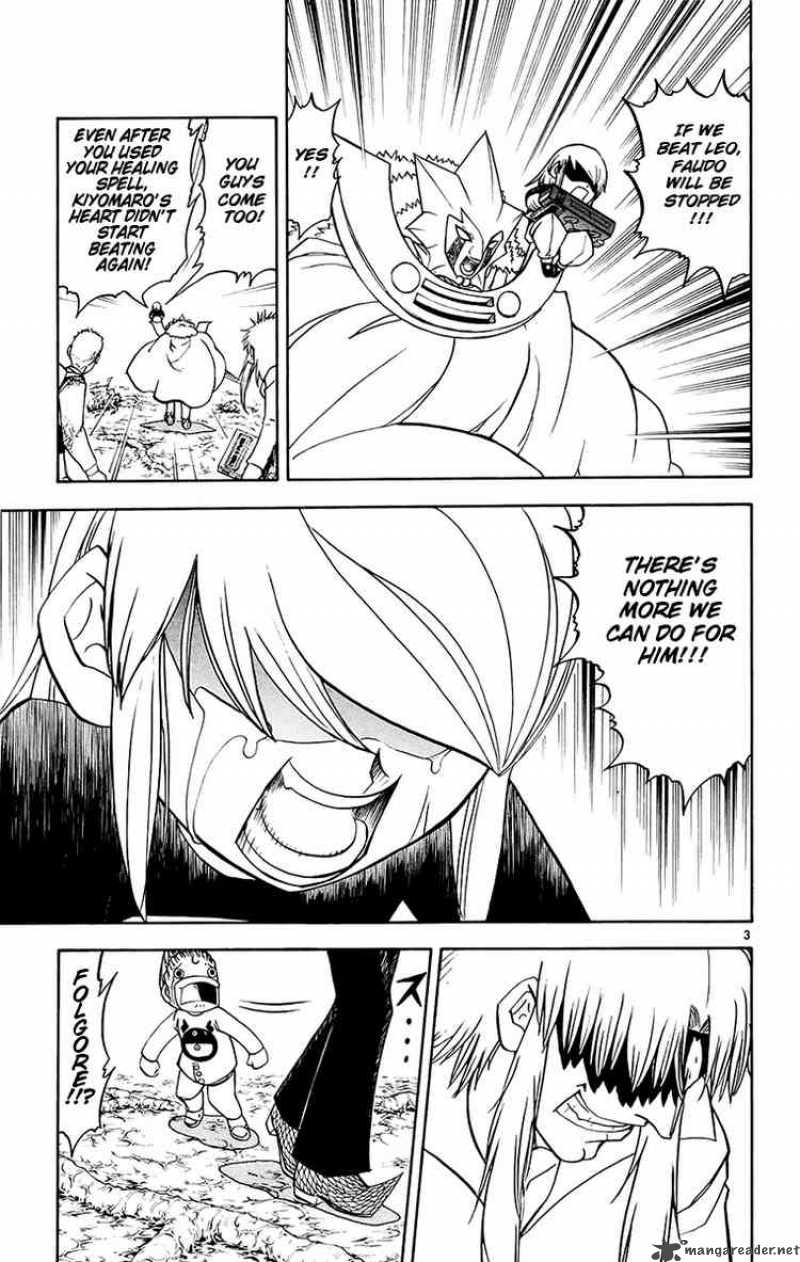 IF WE
BEAT LEO,
FAUDO
WILL BE
STOPPED
!!!
YES
!!
YOU
GUYS
COME
TOO!
EVEN AFTER
YOU USED
YOUR HEALING
SPELL,
KIYOMARO'S
HEART DIDN'T
START
BEATING
AGAIN!
THERE'S
NOTHING
MORE WE
CAN DO FOR
HIM!!!
3
ス...
FOLGORE
!!?
mangareader.net